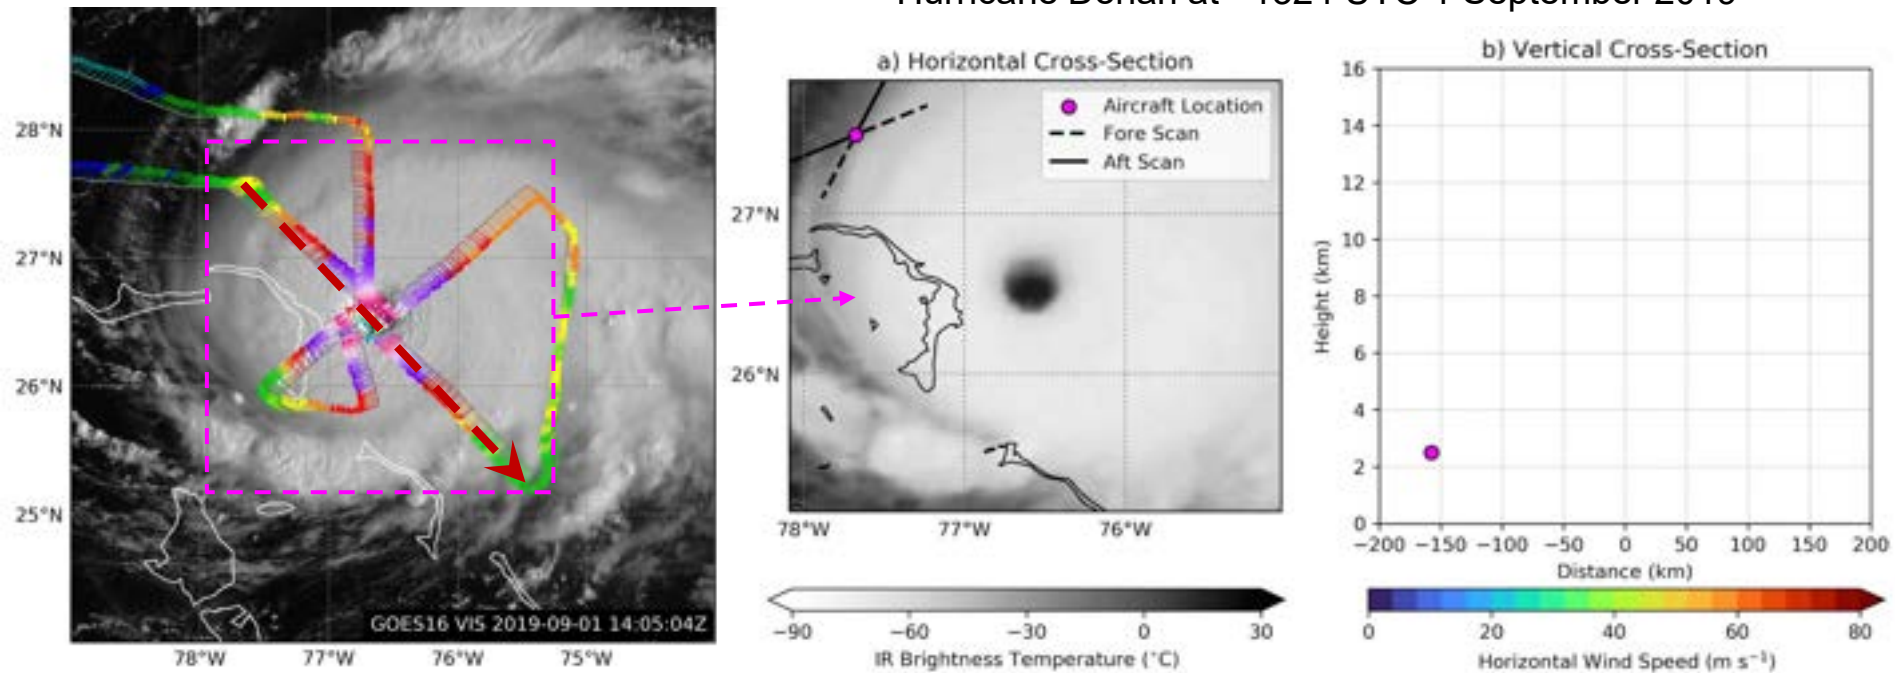 a) Horizontal Cross-Section
b) Vertical Cross-Section
28°N
27°N
26°N
25°N
78°W
77°W
76°W
75°W
GOES16 VIS 2019-09-01 14:05:04Z
Aircraft Location
Fore Scan
Aft Scan
27°N
26°N
78°W
77°W
76°W
−90
−60
−30
0
30
IR Brightness Temperature (°C)
16
14
12
10
8
6
4
2
0
Height (km)
−200
−150
−100
−50
0
50
100
150
200
Distance (km)
0
20
40
60
80
Horizontal Wind Speed (m s⁻¹)